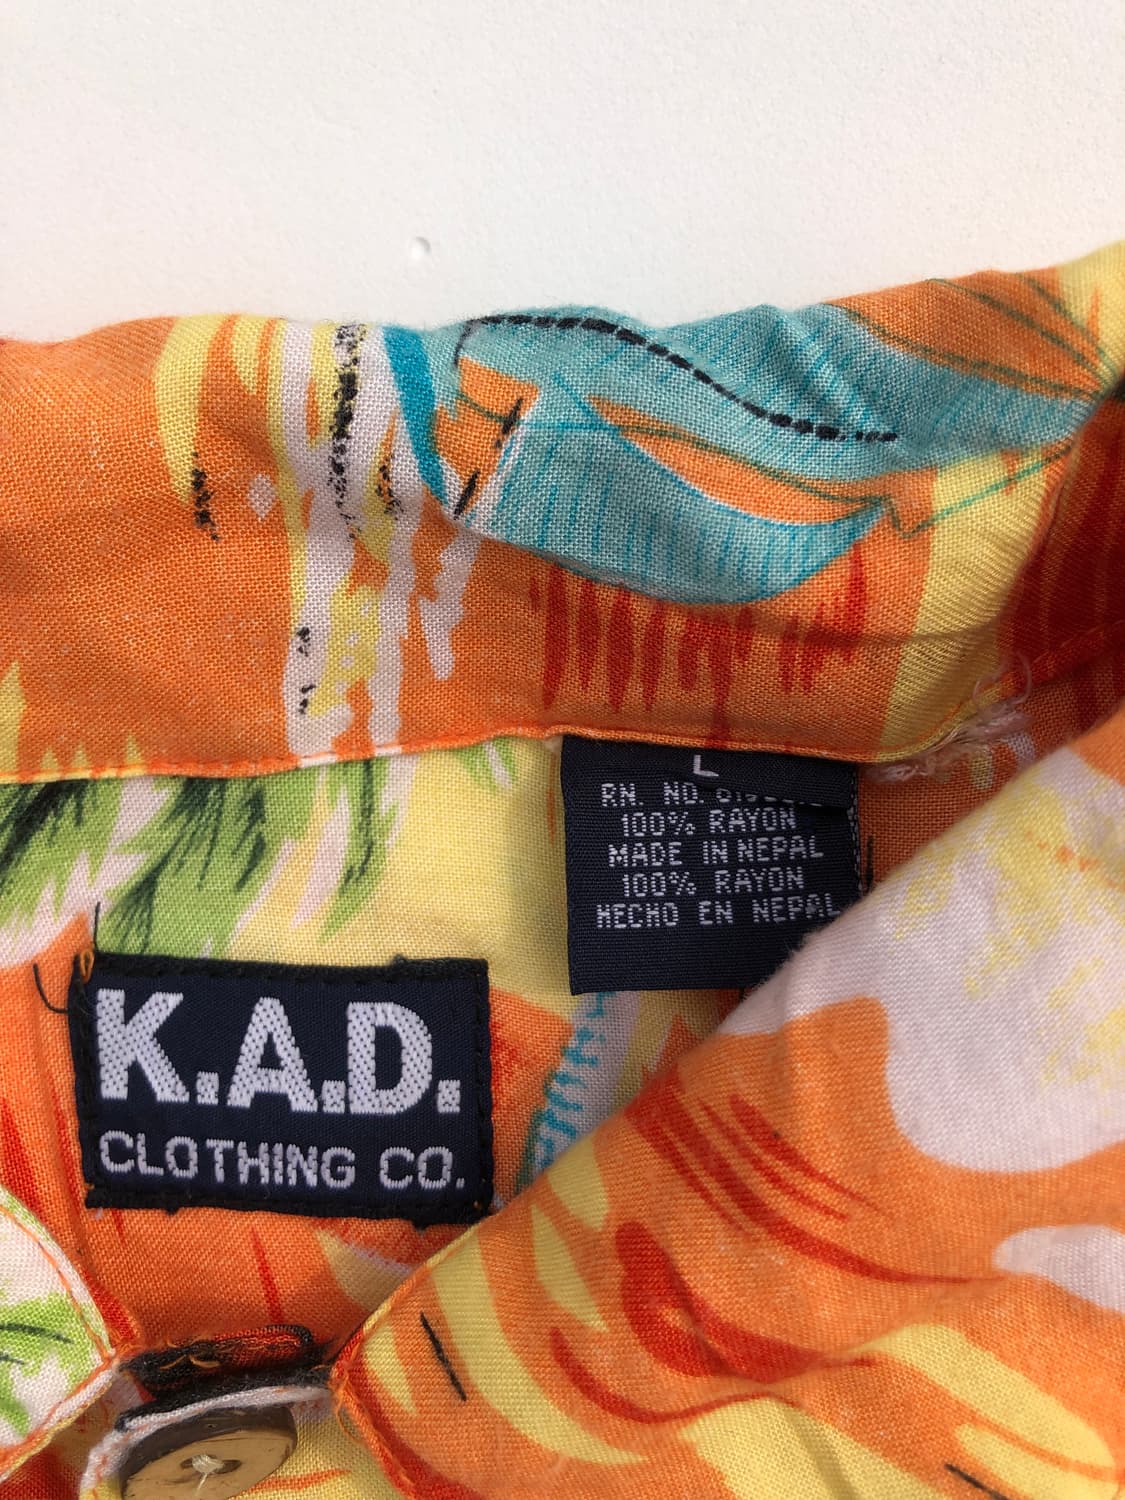 L
RN. NO.
100% RAYON
MADE IN NEPAL
100% RAYON
HECHO EN NEPAL
K.A.D.
CLOTHING CO.